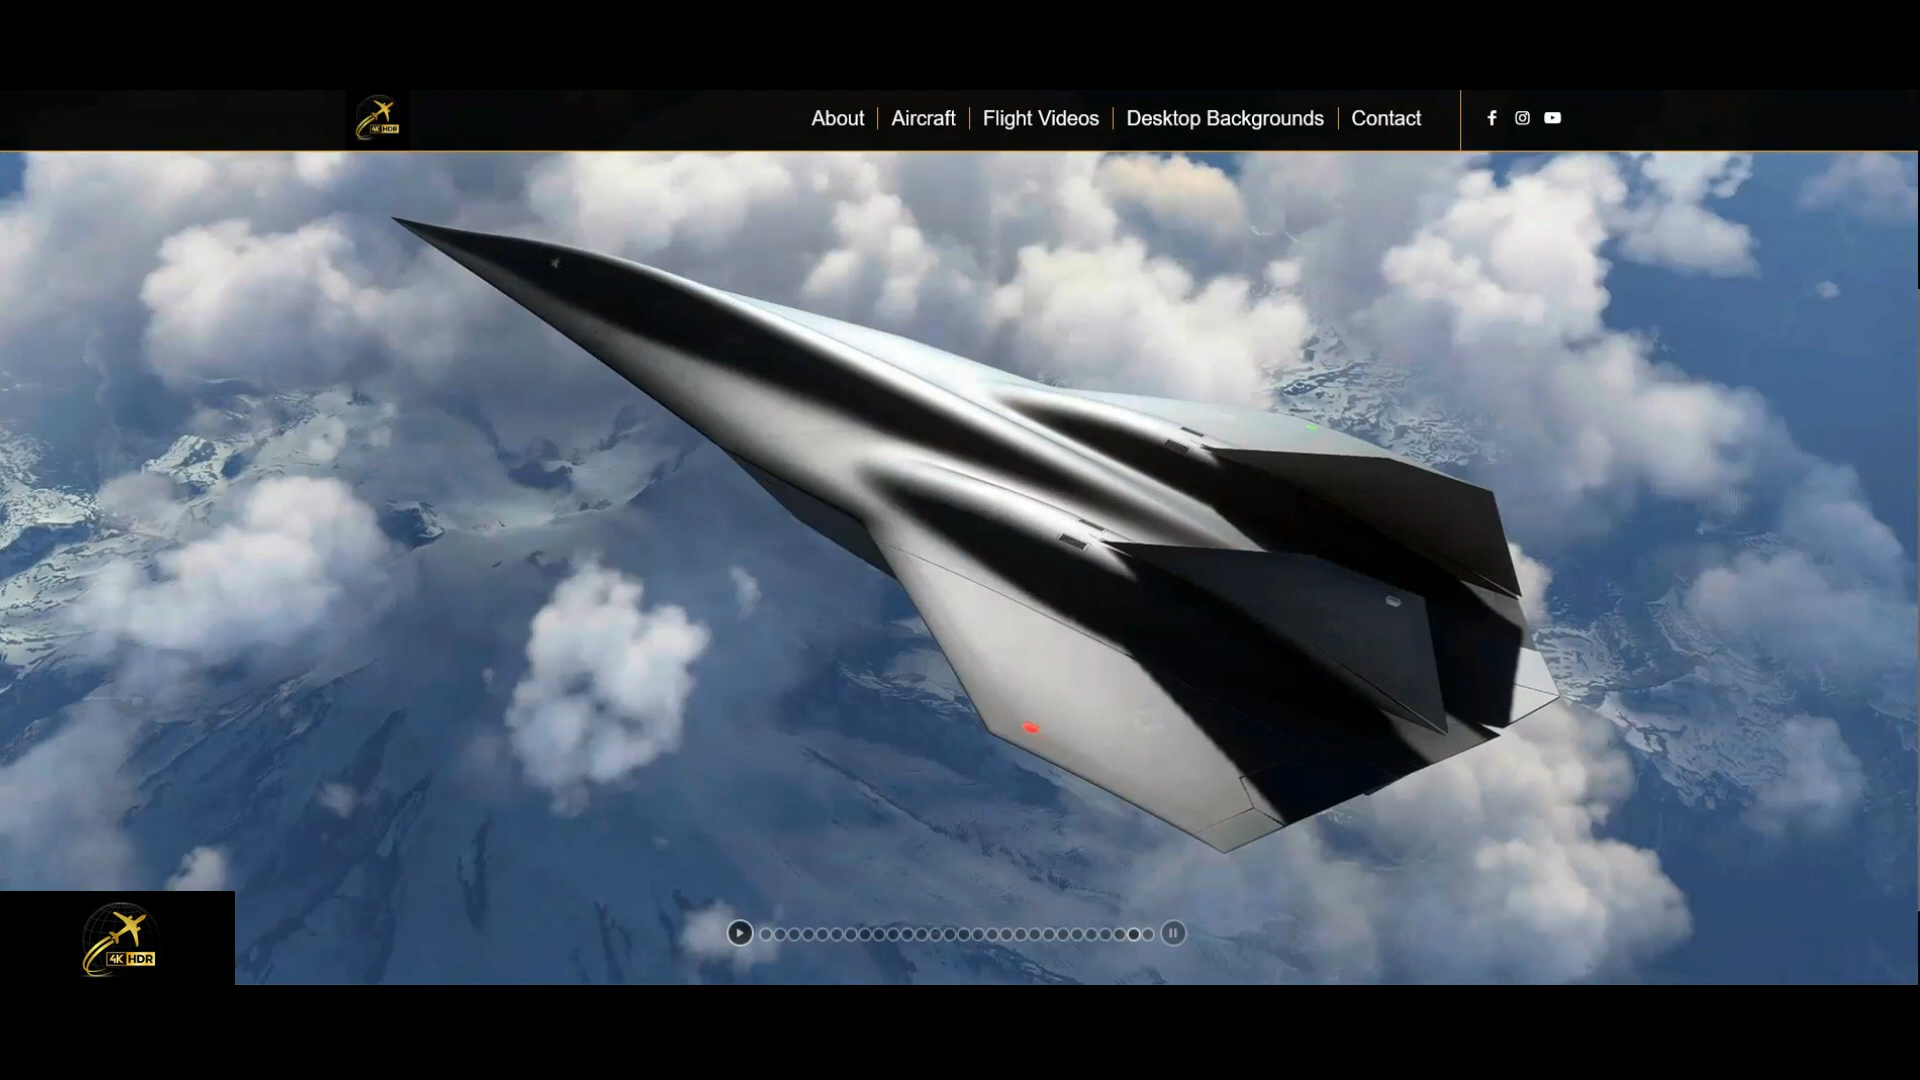 4K HDR
About
Aircraft
Flight Videos
Desktop Backgrounds
Contact
4K HDR